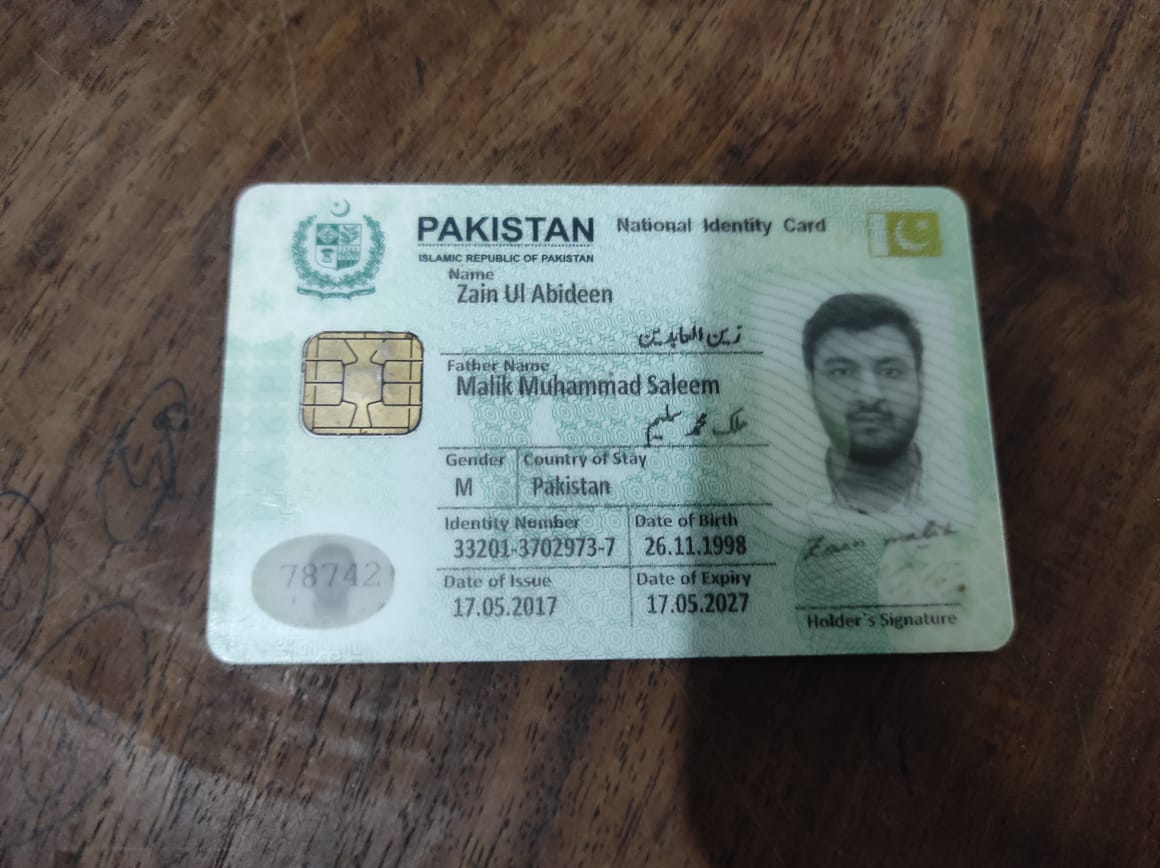 PAKISTAN National Identity Card
ISLAMIC REPUBLIC OF PAKISTAN
Name
Zain Ul Abideen
زین العابدین
Father Name
Malik Muhammad Saleem
ملک محمد سلیم
Gender Country of Stay
M Pakistan
Identity Number Date of Birth
33201-3702973-7 26.11.1998
Date of Issue Date of Expiry
17.05.2017 17.05.2027
78742
Zain malik
Holder's Signature